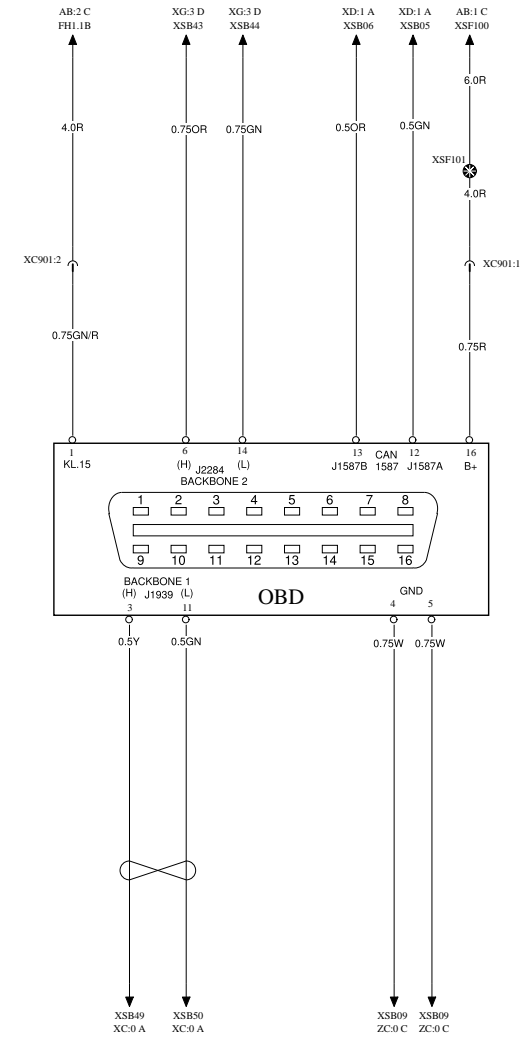 AB:2 C XG:3 D XG:3 D XD:1 A XD:1 A AB:1 C
FH1.1B XSB43 XSB44 XSB06 XSB05 XSF100
6.0R
4.0R 0.75OR 0.75GN 0.5OR 0.5GN
XSF101
4.0R
XC901:2 XC901:1
0.75GN/R 0.75R
1 6 14 13 12 16
KL.15 (H) J2284 (L) J1587B CAN 1587 J1587A B+
BACKBONE 2
1 2 3 4 5 6 7 8
9 10 11 12 13 14 15 16
BACKBONE 1
(H) J1939 (L) OBD GND
3 11 4 5
0.5Y 0.5GN 0.75W 0.75W
XSB49 XSB50 XSB09 XSB09
XC:0 A XC:0 A ZC:0 C ZC:0 C